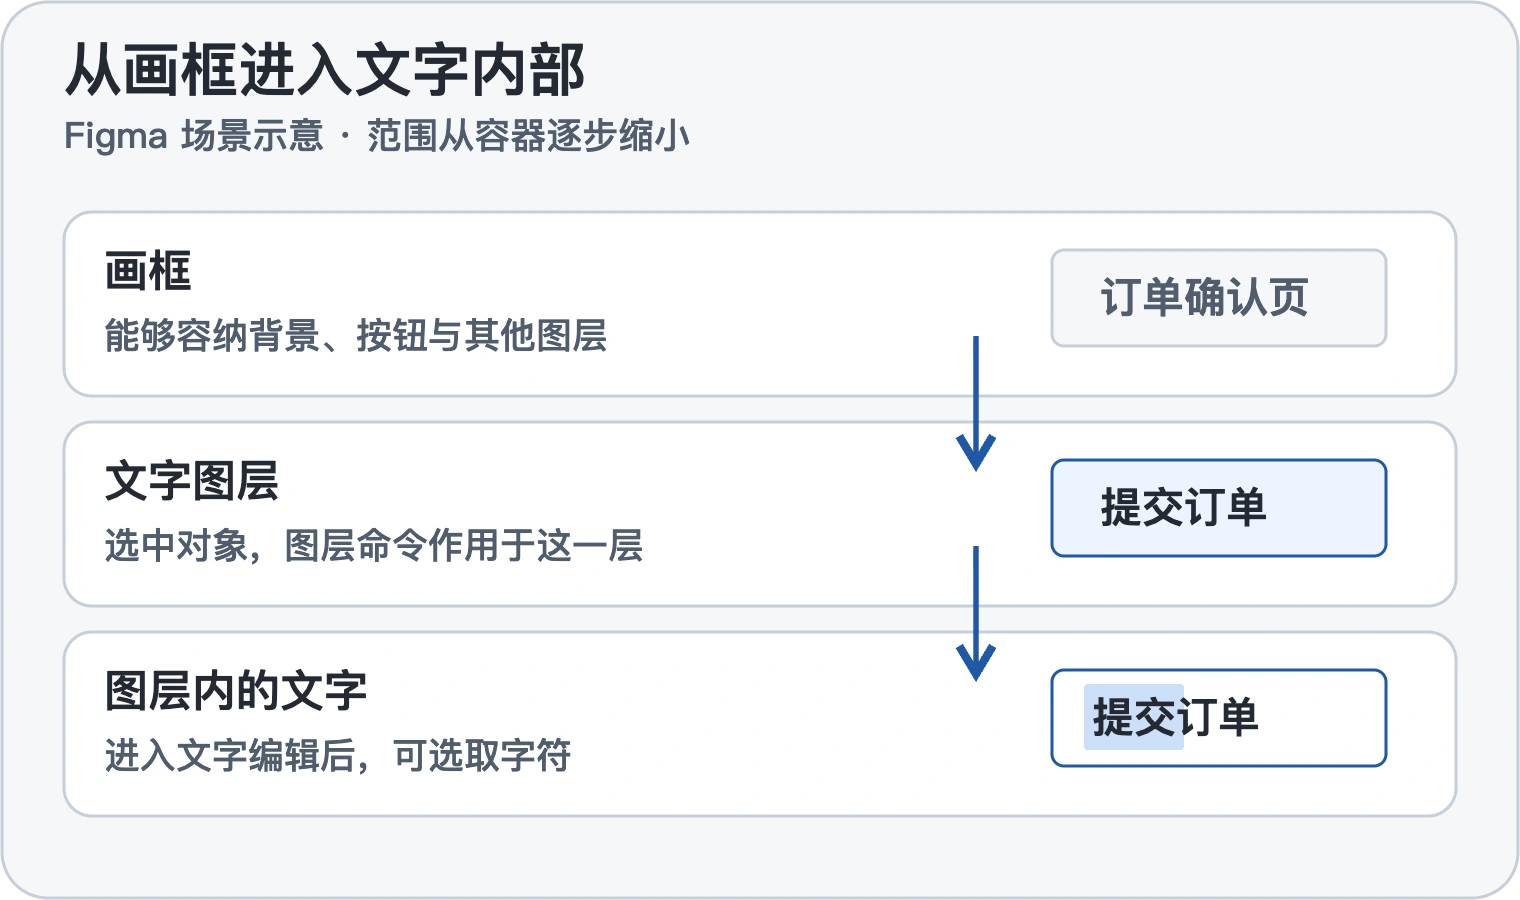 从画框进入文字内部
Figma 场景示意 · 范围从容器逐步缩小
画框
能够容纳背景、按钮与其他图层
订单确认页
文字图层
选中对象，图层命令作用于这一层
提交订单
图层内的文字
进入文字编辑后，可选取字符
提交订单